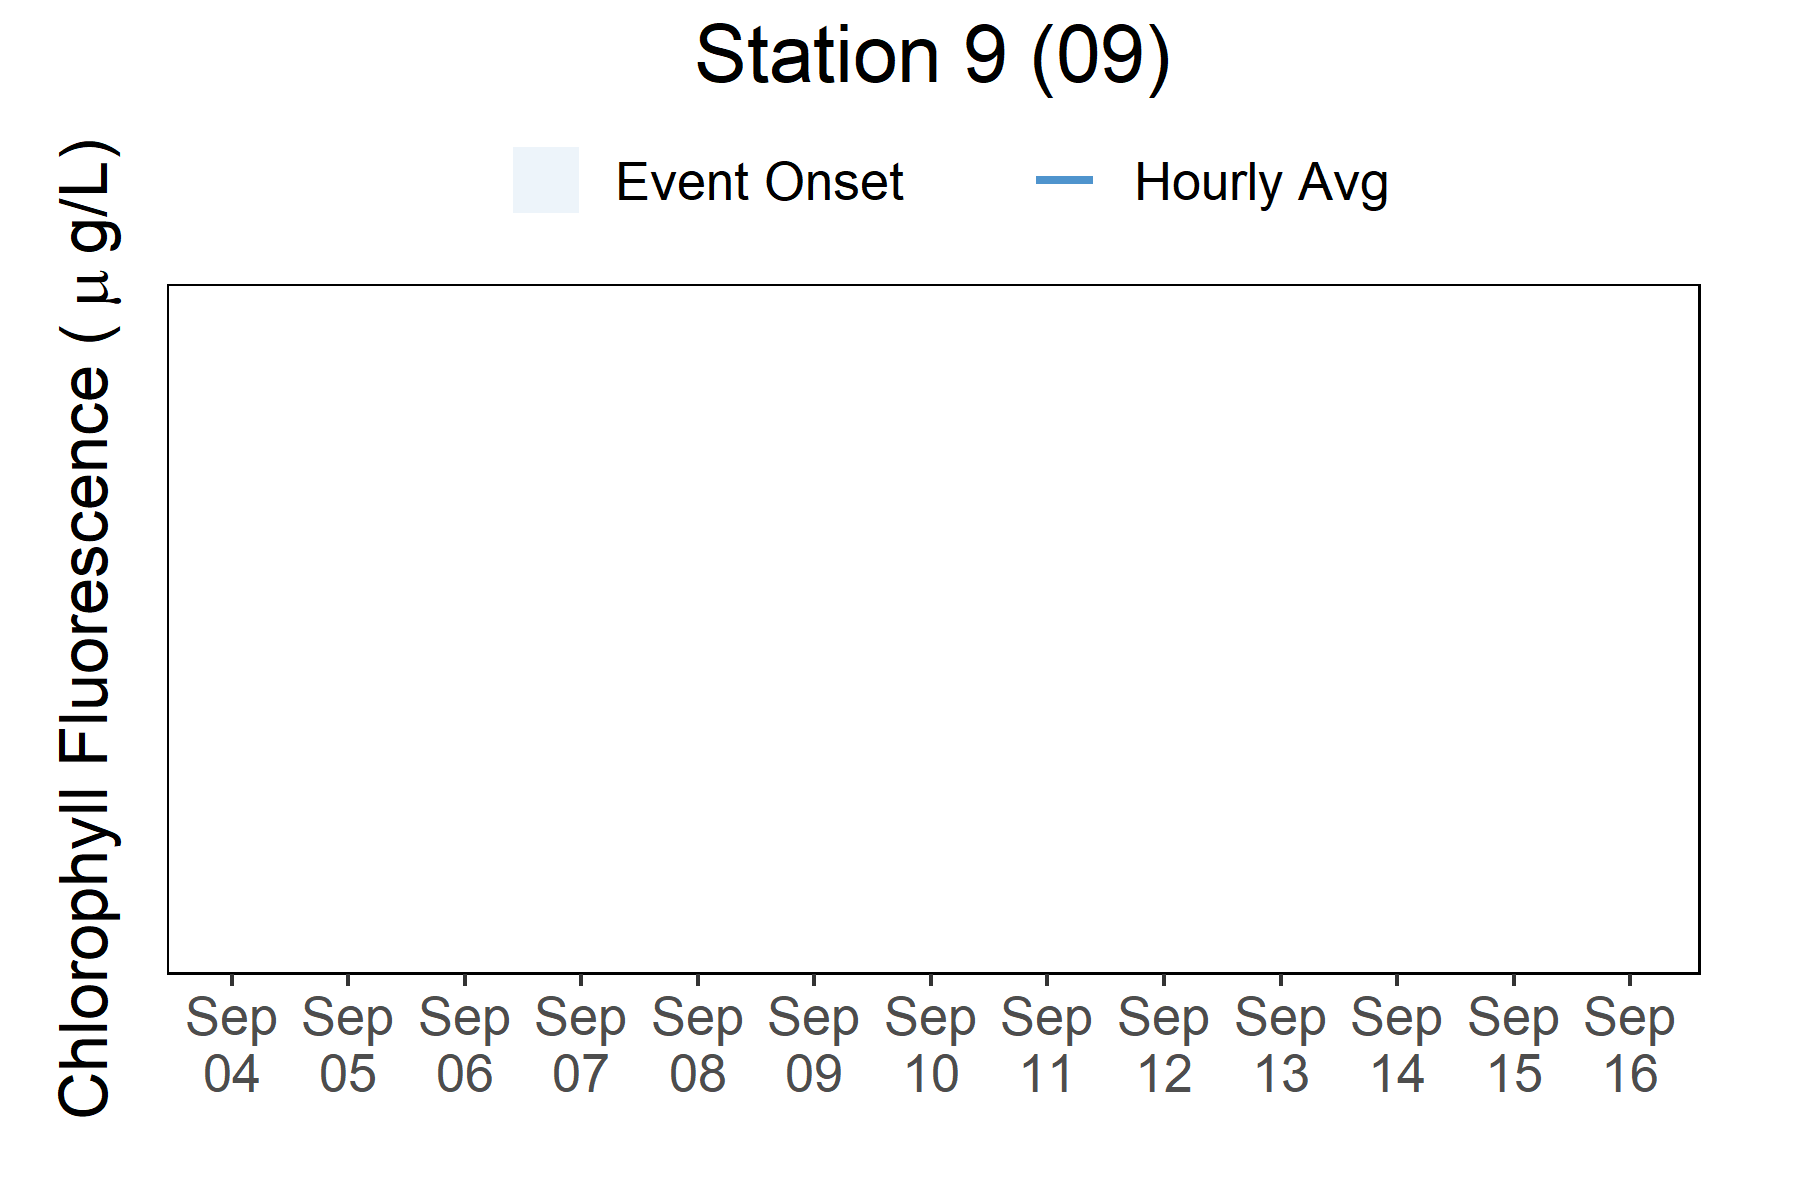 Station 9 (09)
Event Onset
Hourly Avg
Chlorophyll Fluorescence ( μ g/L)
Sep Sep Sep Sep Sep Sep Sep Sep Sep Sep Sep Sep Sep
04 05 06 07 08 09 10 11 12 13 14 15 16